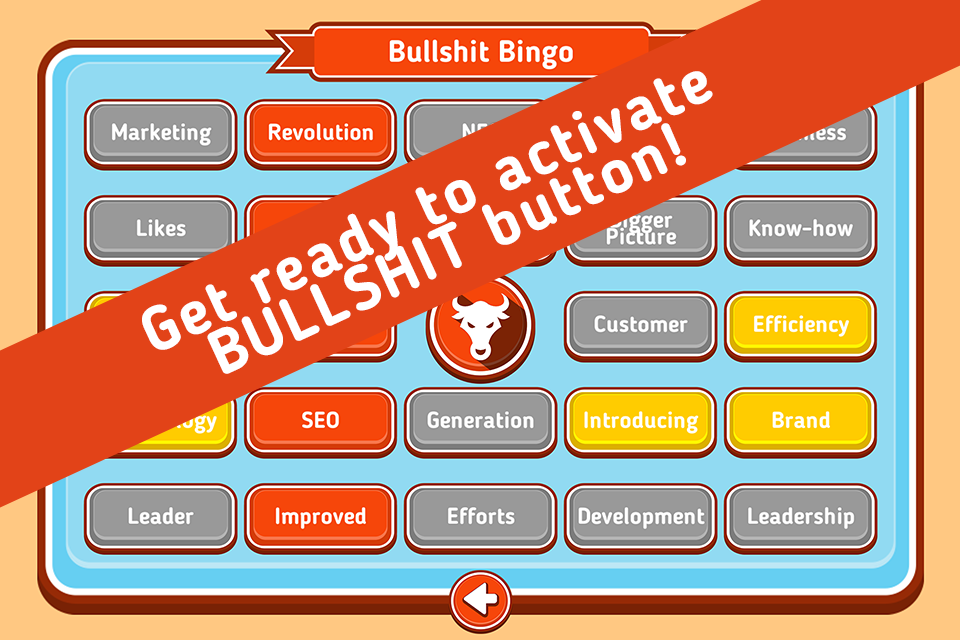 Bullshit Bingo
Marketing
Revolution
Get ready to activate
BULLSHIT button!
Likes
Bigger
Picture
Know-how
Customer
Efficiency
SEO
Generation
Introducing
Brand
Leader
Improved
Efforts
Development
Leadership